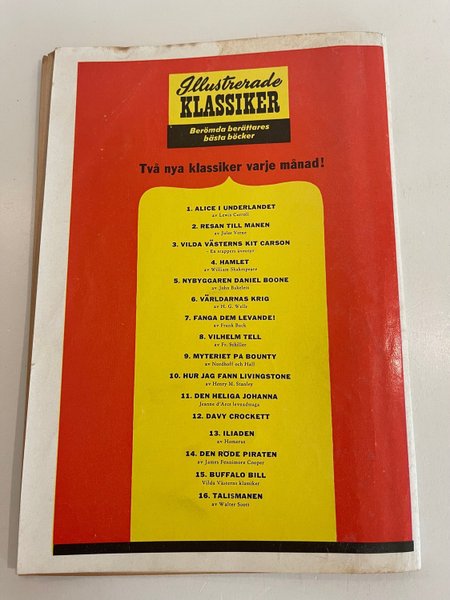 Illustrerade
KLASSIKER
Berömda berättares
bästa böcker
Två nya klassiker varje månad!
1. ALICE I UNDERLANDET
av Lewis Carroll
2. RESAN TILL MÅNEN
av Jules Verne
3. VILDA VÄSTERNS KIT CARSON
– En trappers äventyr
4. HAMLET
av William Shakespeare
5. NYBYGGAREN DANIEL BOONE
av John Bakeless
6. VÄRLDARNAS KRIG
av H. G. Wells
7. FÅNGA DEM LEVANDE!
av Frank Buck
8. VILHELM TELL
av Fr. Schiller
9. MYTERIET PÅ BOUNTY
av Nordhoff och Hall
10. HUR JAG FANN LIVINGSTONE
av Henry M. Stanley
11. DEN HELIGA JOHANNA
Jeanne d'Arcs levnadssaga
12. DAVY CROCKETT
13. ILIADEN
av Homerus
14. DEN RÖDE PIRATEN
av James Fennimore Cooper
15. BUFFALO BILL
Vilda Västerns klassiker
16. TALISMANEN
av Walter Scott